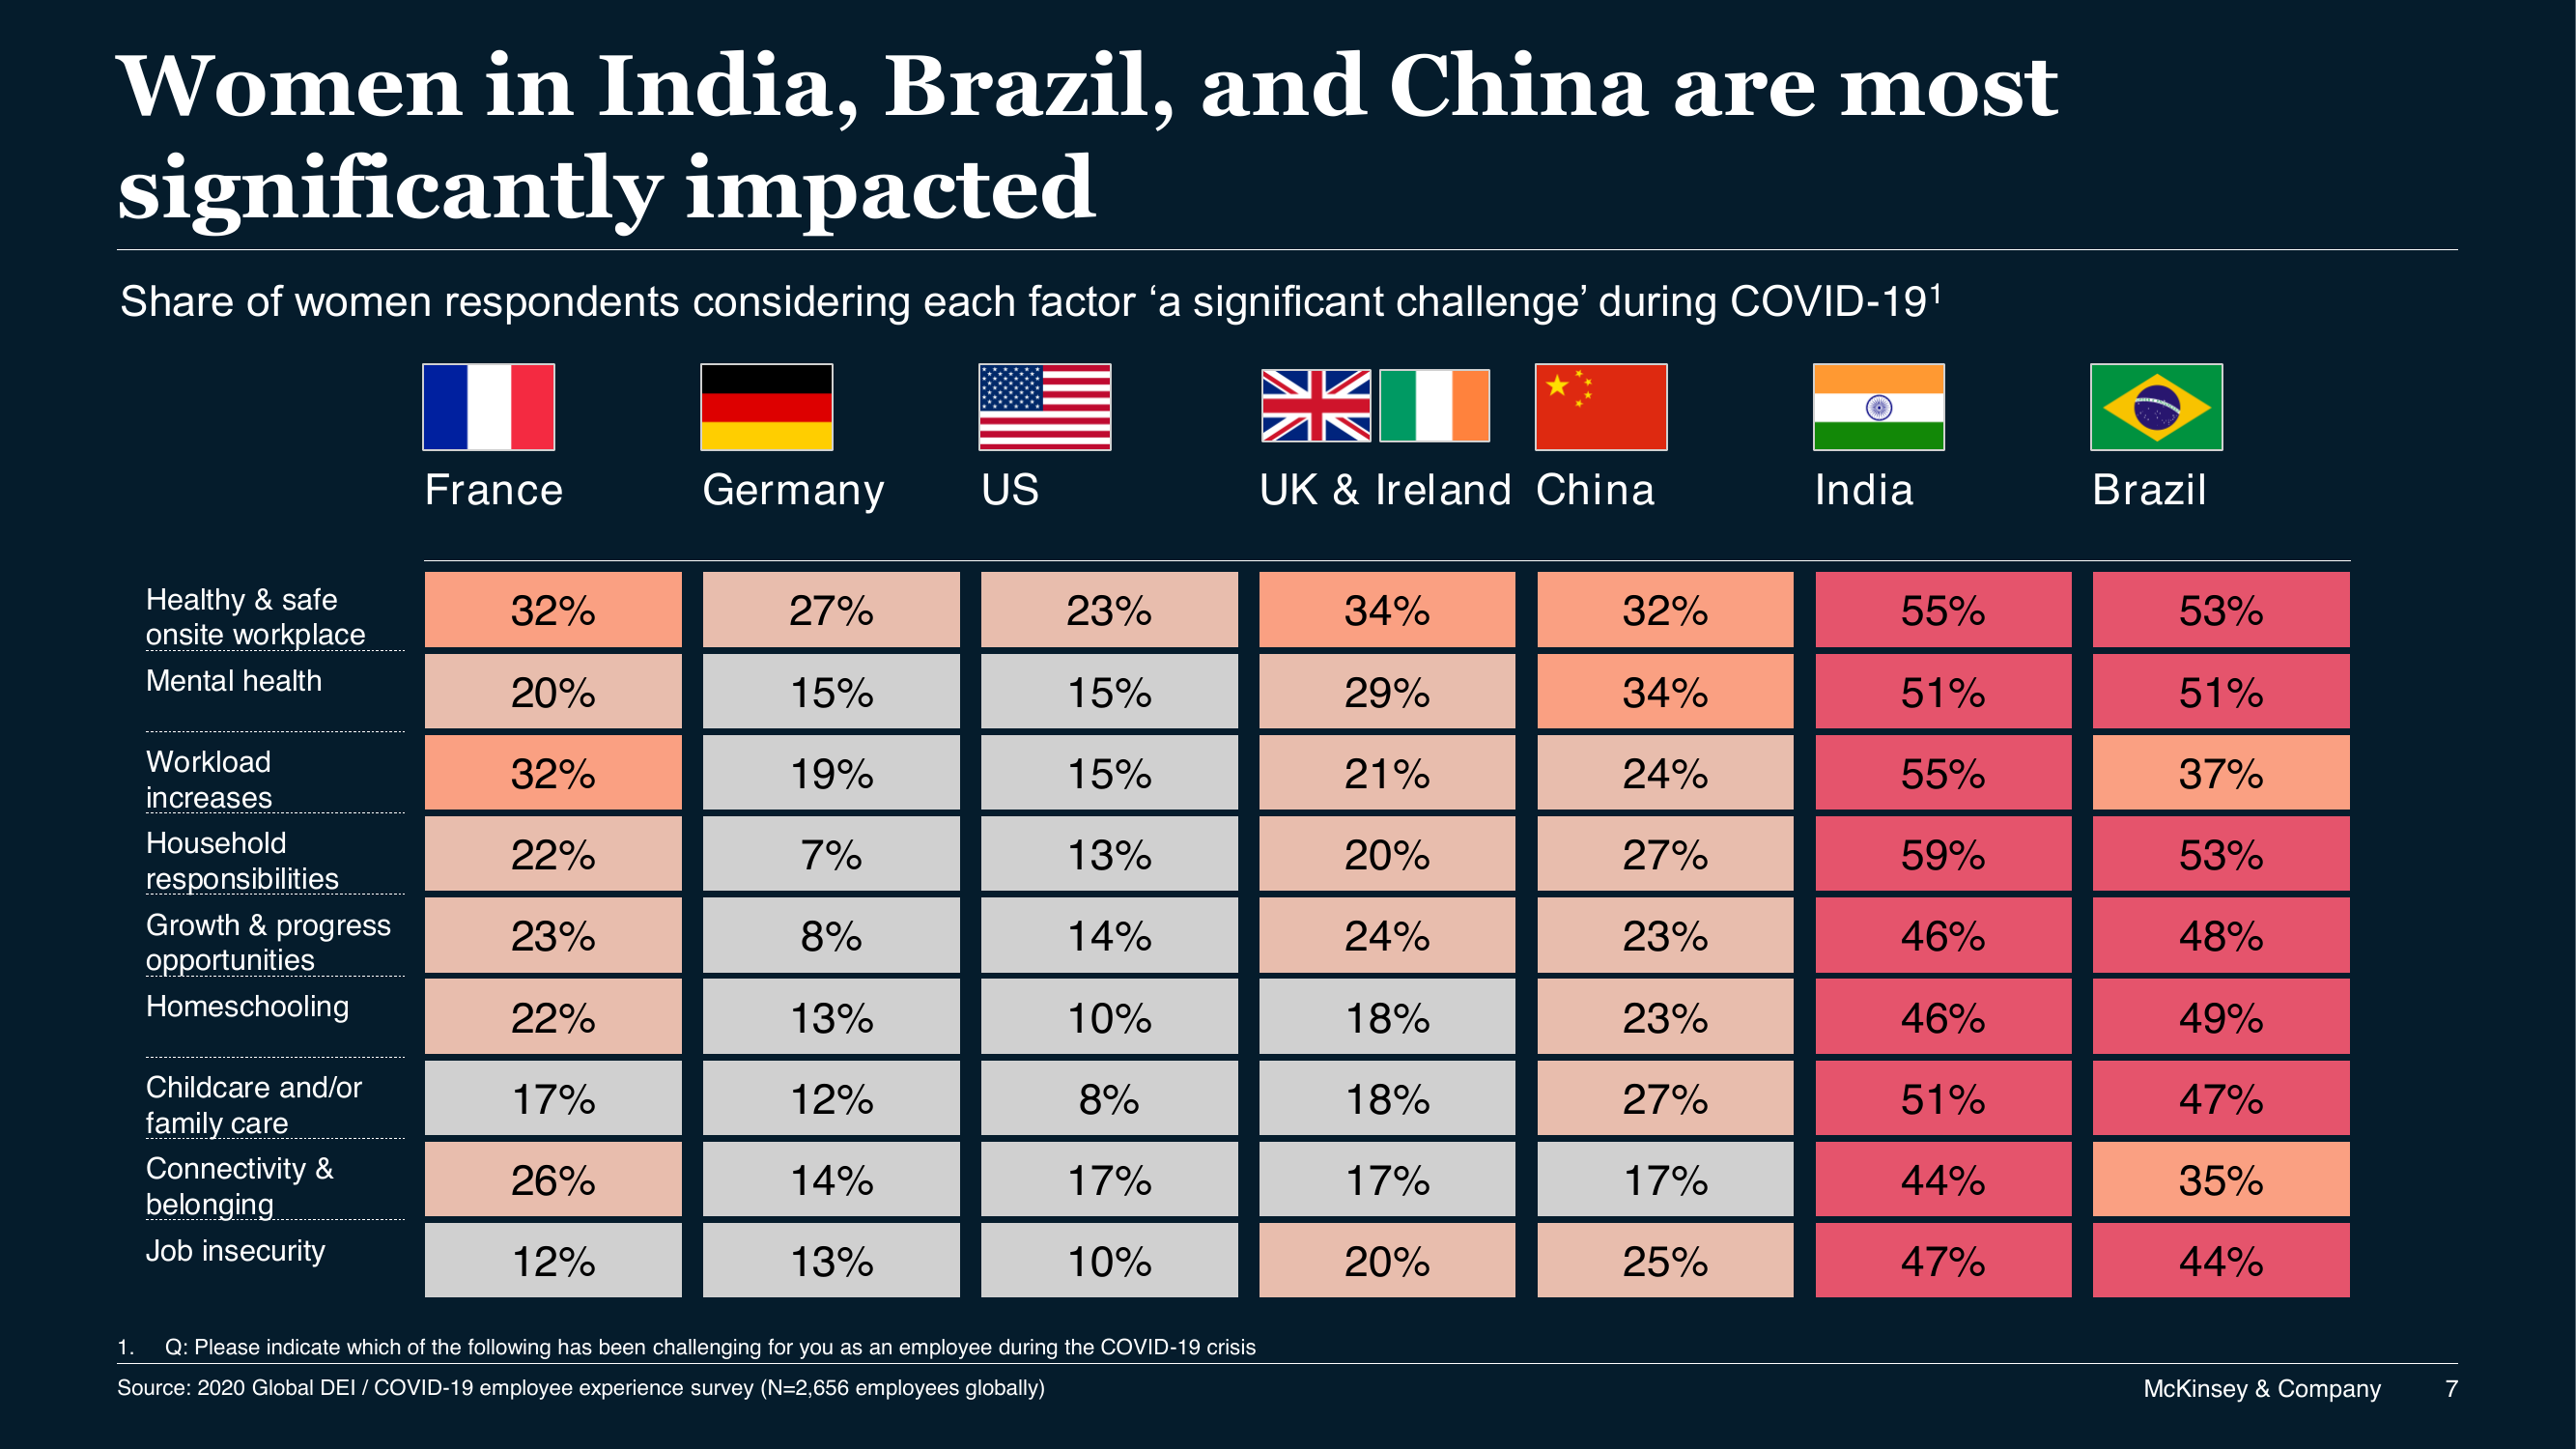 Women in India, Brazil, and China are most
significantly impacted
Share of women respondents considering each factor ‘a significant challenge’ during COVID-19¹
France Germany US UK & Ireland China India Brazil
Healthy & safe
onsite workplace
32% 27% 23% 34% 32% 55% 53%
Mental health
20% 15% 15% 29% 34% 51% 51%
Workload
increases
32% 19% 15% 21% 24% 55% 37%
Household
responsibilities
22% 7% 13% 20% 27% 59% 53%
Growth & progress
opportunities
23% 8% 14% 24% 23% 46% 48%
Homeschooling
22% 13% 10% 18% 23% 46% 49%
Childcare and/or
family care
17% 12% 8% 18% 27% 51% 47%
Connectivity &
belonging
26% 14% 17% 17% 17% 44% 35%
Job insecurity
12% 13% 10% 20% 25% 47% 44%
1. Q: Please indicate which of the following has been challenging for you as an employee during the COVID-19 crisis
Source: 2020 Global DEI / COVID-19 employee experience survey (N=2,656 employees globally)
McKinsey & Company 7